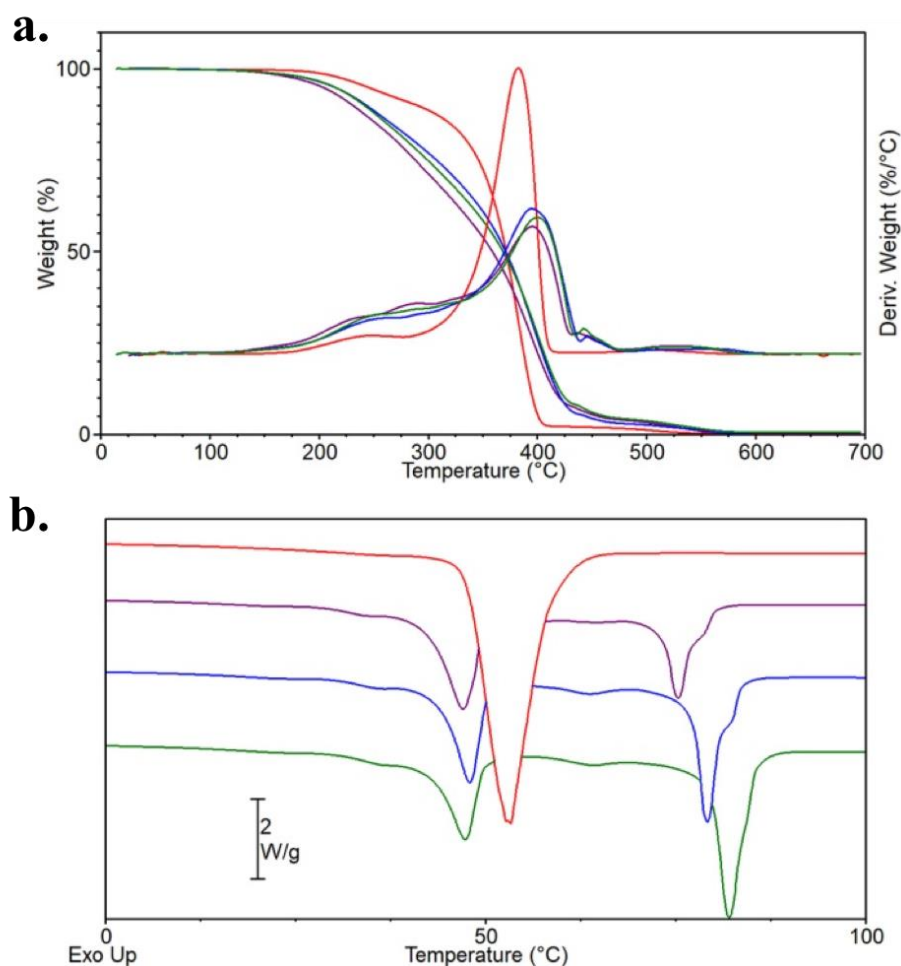 a.
100
50
0
Weight (%)
Deriv. Weight (%/°C)
0
100
200
300
400
500
600
700
Temperature (°C)
b.
2
W/g
0
50
100
Exo Up
Temperature (°C)